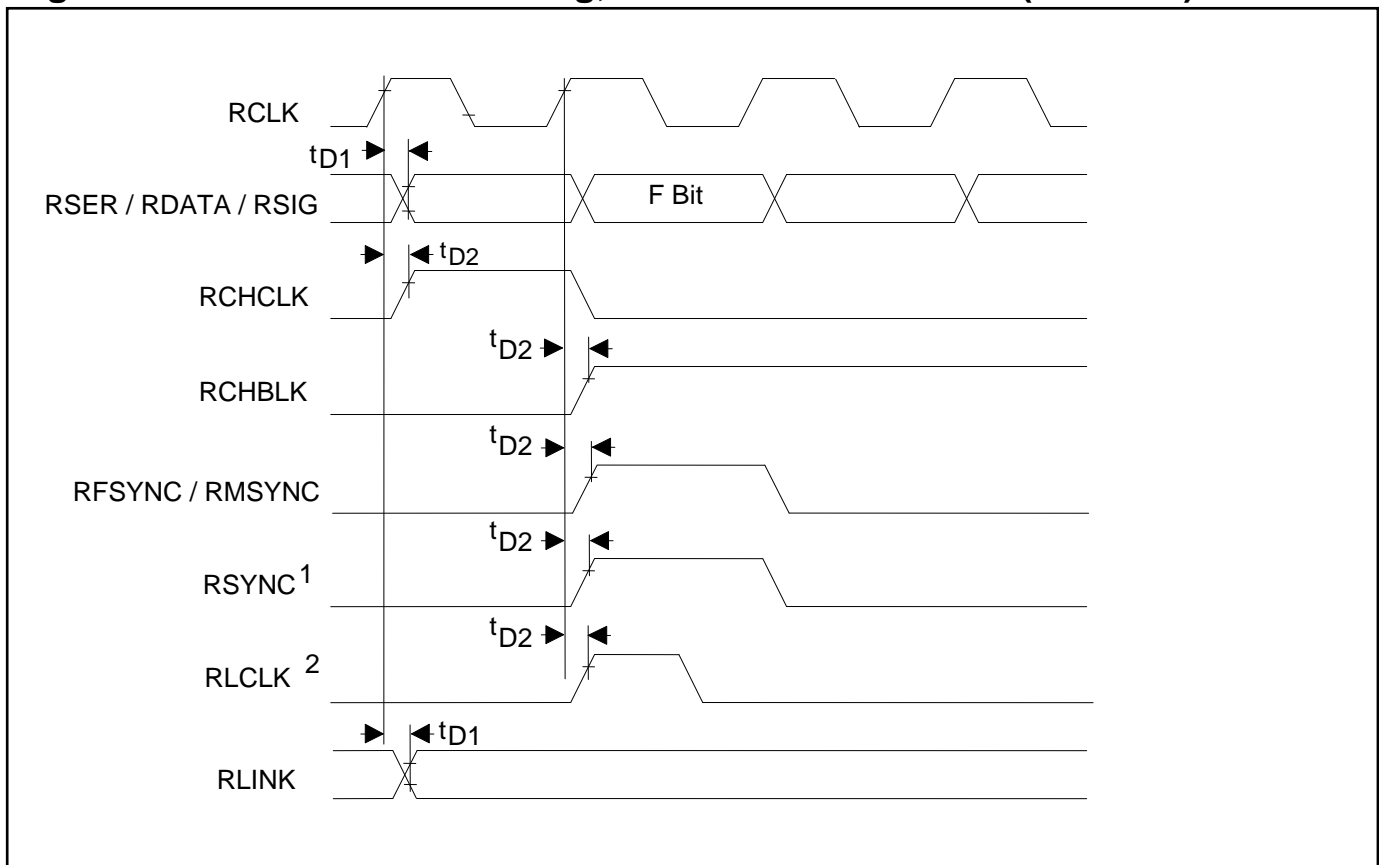 RCLK
tD1
RSER / RDATA / RSIG
F Bit
tD2
RCHCLK
tD2
RCHBLK
tD2
RFSYNC / RMSYNC
tD2
RSYNC1
tD2
RLCLK 2
tD1
RLINK